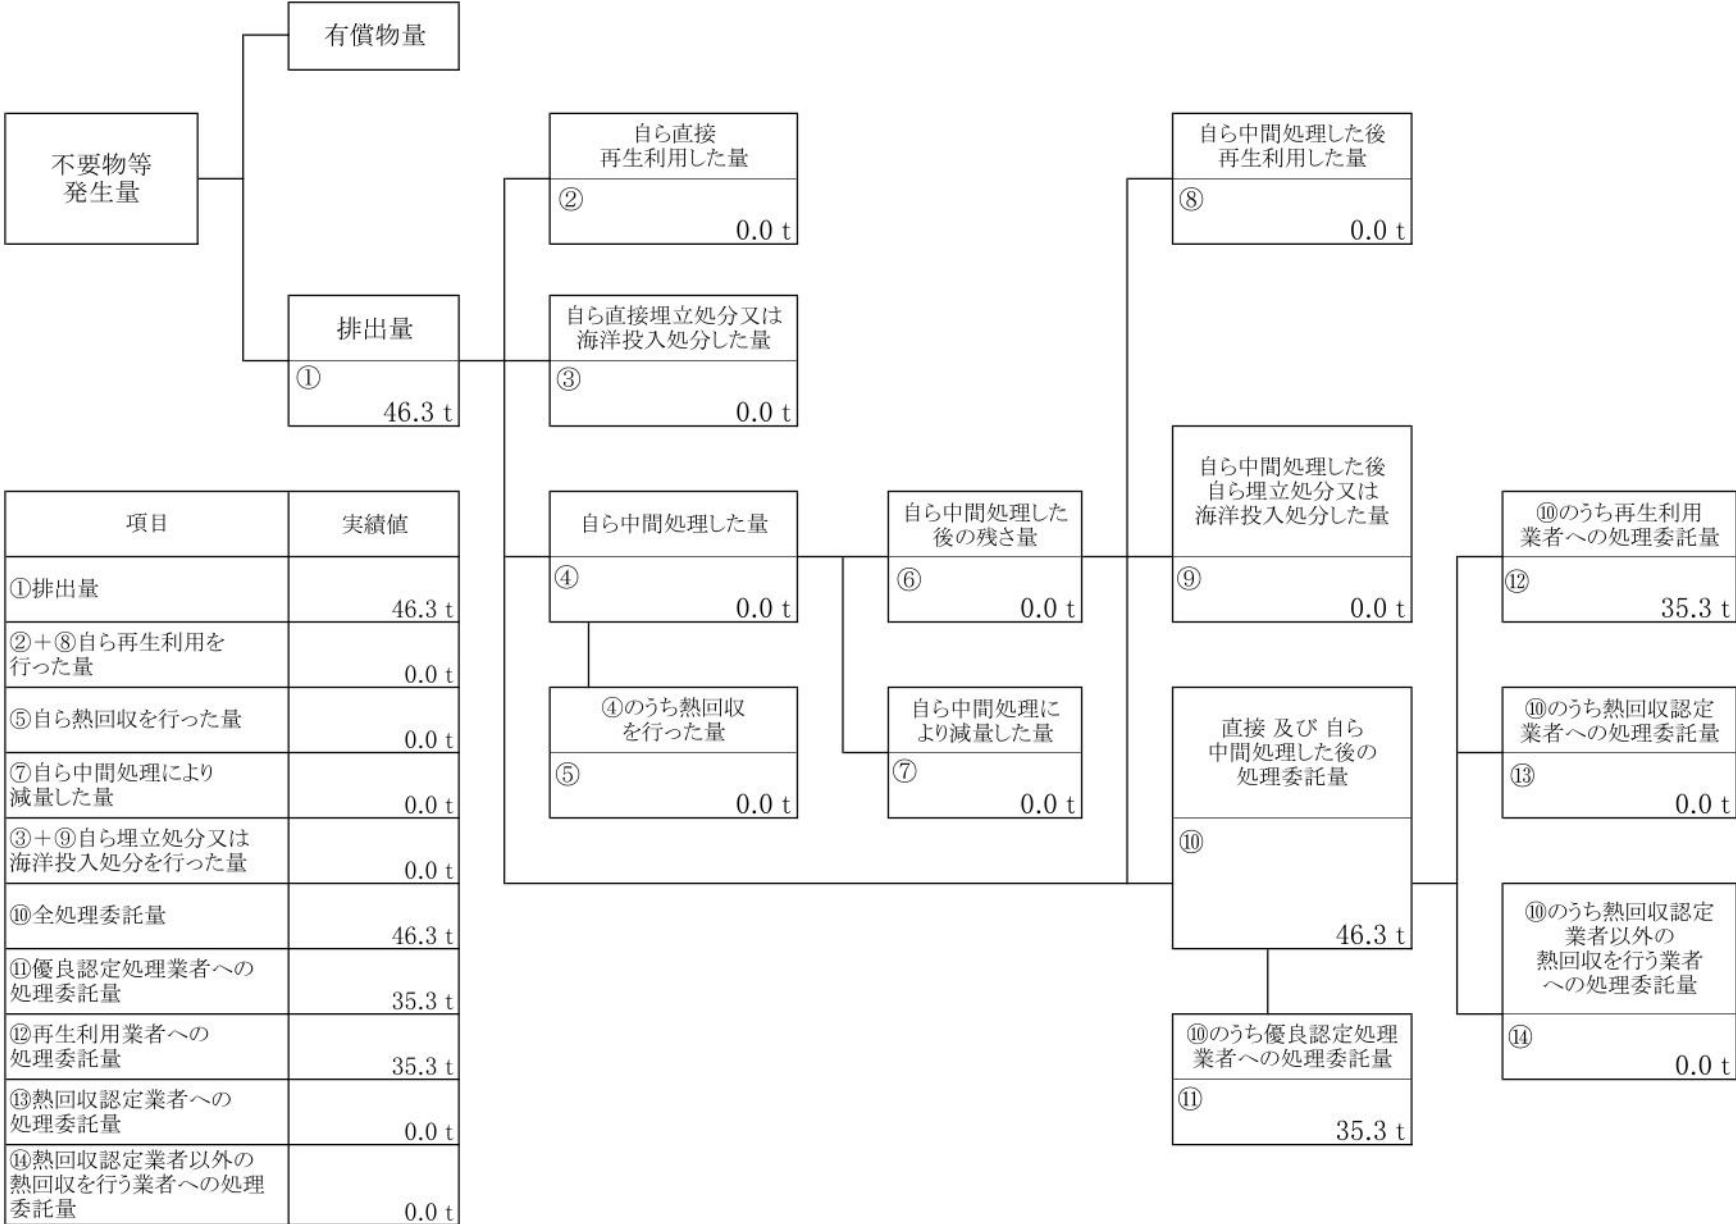 有償物量
不要物等
発生量
自ら直接
再生利用した量
②
0.0 t
自ら中間処理した後
再生利用した量
⑧
0.0 t
排出量
①
46.3 t
自ら直接埋立処分又は
海洋投入処分した量
③
0.0 t
自ら中間処理した量
④
0.0 t
自ら中間処理した
後の残さ量
⑥
0.0 t
自ら中間処理した後
自ら埋立処分又は
海洋投入処分した量
⑨
0.0 t
⑩のうち再生利用
業者への処理委託量
⑫
35.3 t
④のうち熱回収
を行った量
⑤
0.0 t
自ら中間処理に
より減量した量
⑦
0.0 t
直接 及び 自ら
中間処理した後の
処理委託量
⑩
46.3 t
⑩のうち熱回収認定
業者への処理委託量
⑬
0.0 t
⑩のうち熱回収認定
業者以外の
熱回収を行う業者
への処理委託量
⑭
0.0 t
⑩のうち優良認定処理
業者への処理委託量
⑪
35.3 t
項目
実績値
①排出量
46.3 t
②+⑧自ら再生利用を
行った量
0.0 t
⑤自ら熱回収を行った量
0.0 t
⑦自ら中間処理により
減量した量
0.0 t
③+⑨自ら埋立処分又は
海洋投入処分を行った量
0.0 t
⑩全処理委託量
46.3 t
⑪優良認定処理業者への
処理委託量
35.3 t
⑫再生利用業者への
処理委託量
35.3 t
⑬熱回収認定業者への
処理委託量
0.0 t
⑭熱回収認定業者以外の
熱回収を行う業者への処理
委託量
0.0 t